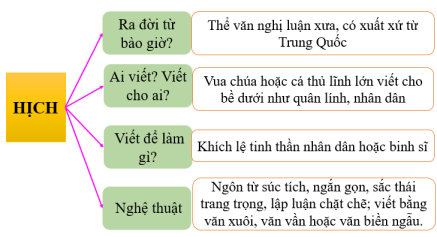 HỊCH
Ra đời từ
bào giờ?
Thể văn nghị luận xưa, có xuất xứ từ
Trung Quốc
Ai viết? Viết
cho ai?
Vua chúa hoặc cá thủ lĩnh lớn viết cho
bề dưới như quân lính, nhân dân
Viết để làm
gì?
Khích lệ tinh thần nhân dân hoặc binh sĩ
Nghệ thuật
Ngôn từ súc tích, ngắn gọn, sắc thái
trang trọng, lập luận chặt chẽ; viết bằng
văn xuôi, văn vần hoặc văn biền ngẫu.